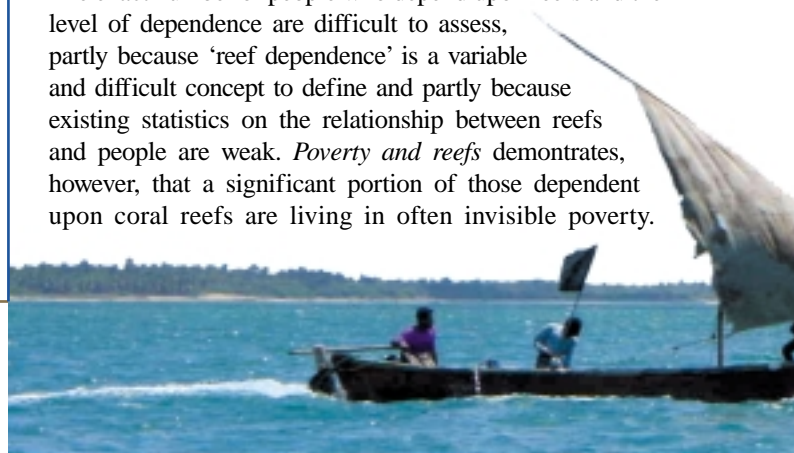 level of dependence are difficult to assess,
partly because ‘reef dependence’ is a variable
and difficult concept to define and partly because
existing statistics on the relationship between reefs
and people are weak. Poverty and reefs demontrates,
however, that a significant portion of those dependent
upon coral reefs are living in often invisible poverty.